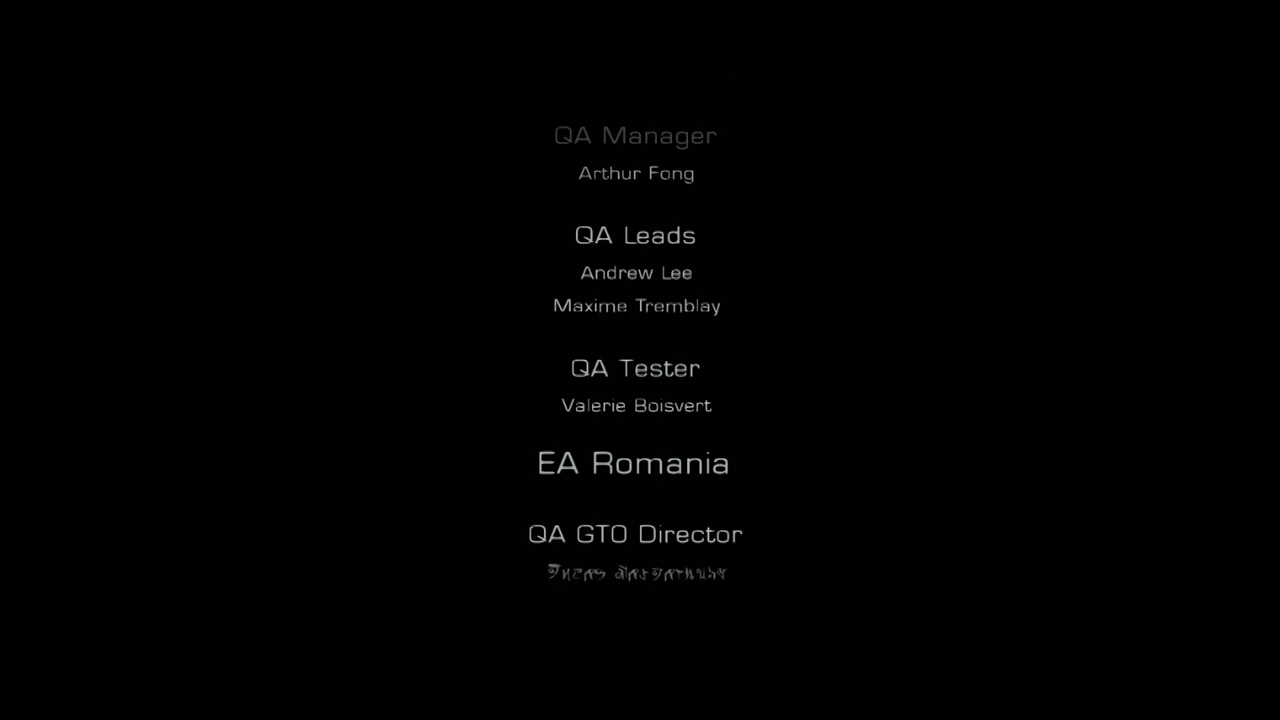 QA Manager
Arthur Fong
QA Leads
Andrew Lee
Maxime Tremblay
QA Tester
Valerie Boisvert
EA Romania
QA GTO Director